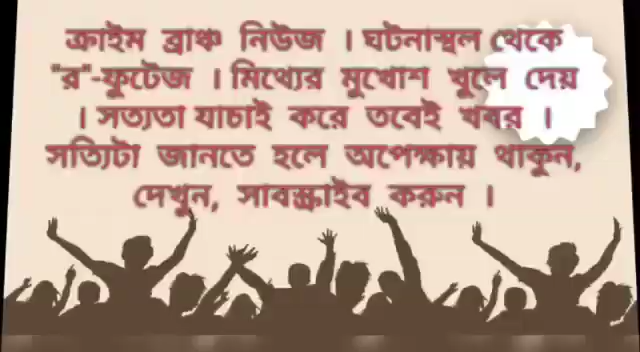 ক্রাইম ব্রাঞ্চ নিউজ । ঘটনাস্থল থেকে
"র"-ফুটেজ । মিথ্যের মুখোশ খুলে দেয়
। সত্যতা যাচাই করে তবেই খবর ।
সত্যিটা জানতে হলে অপেক্ষায় থাকুন,
দেখুন, সাবস্ক্রাইব করুন ।